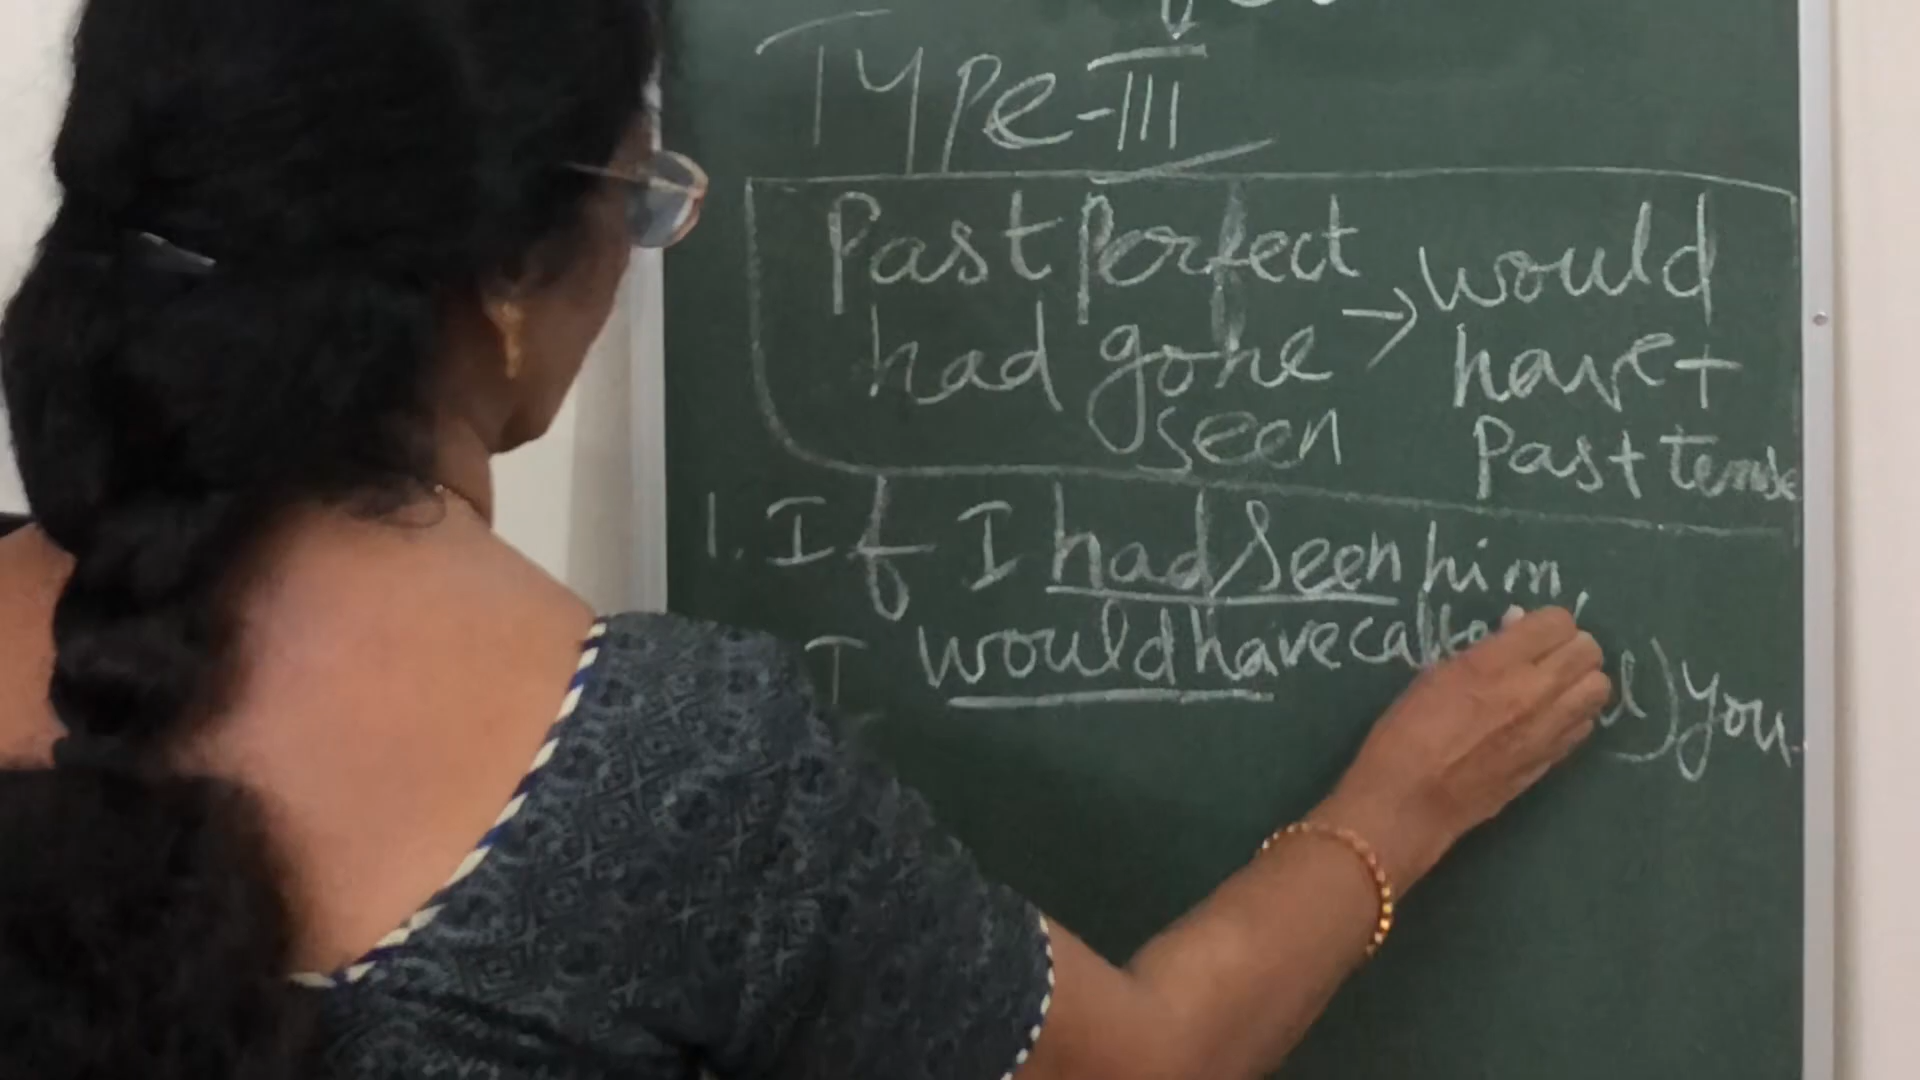 TYPe-III
Past Perfect
had gone → would
seen have +
Past tense
1. If I had seen him,
I would have called
you.